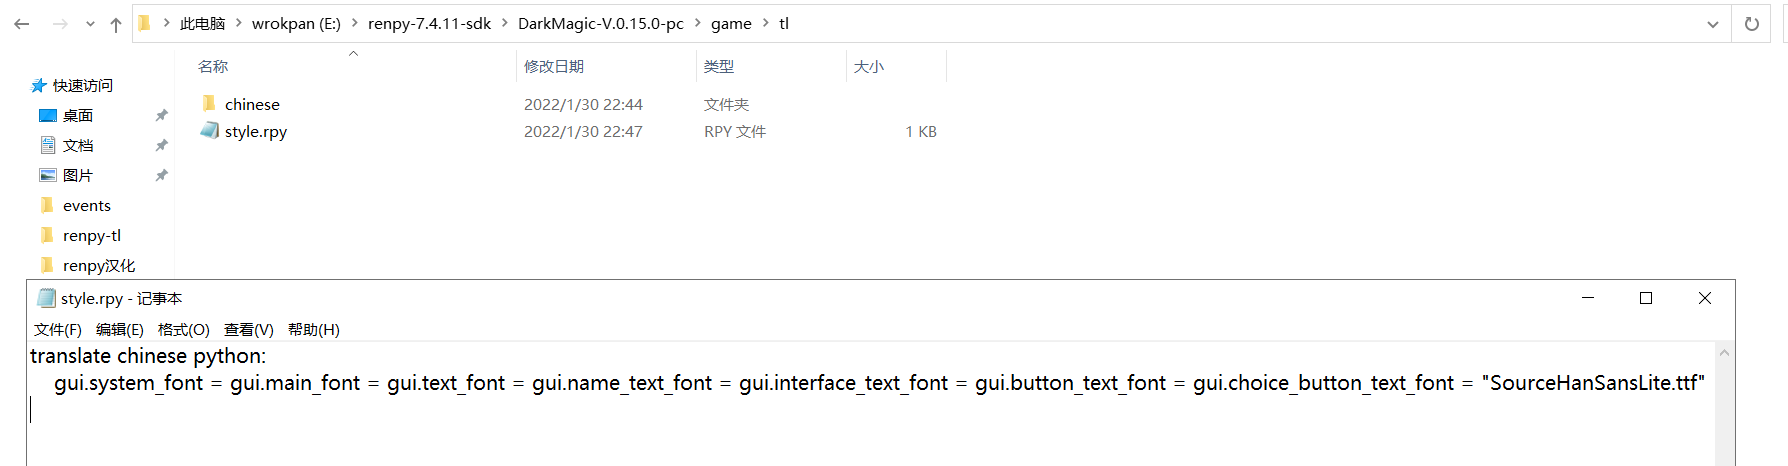 此电脑 > wrokpan (E:) > renpy-7.4.11-sdk > DarkMagic-V.0.15.0-pc > game > tl
名称 修改日期 类型 大小
快速访问
chinese 2022/1/30 22:44 文件夹
桌面
style.rpy 2022/1/30 22:47 RPY 文件 1 KB
文档
图片
events
renpy-tl
renpy汉化
style.rpy - 记事本
文件(F) 编辑(E) 格式(O) 查看(V) 帮助(H)
translate chinese python:
gui.system_font = gui.main_font = gui.text_font = gui.name_text_font = gui.interface_text_font = gui.button_text_font = gui.choice_button_text_font = "SourceHanSansLite.ttf"